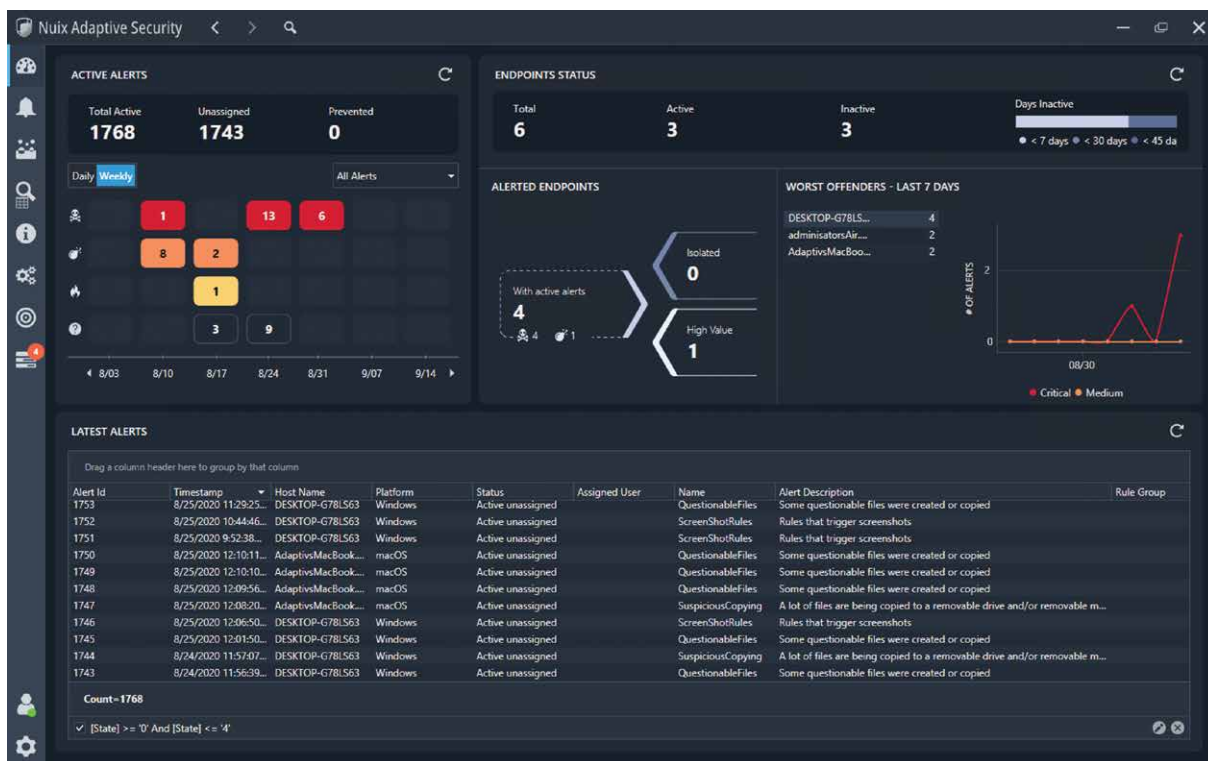 Nuix Adaptive Security
ACTIVE ALERTS
Total Active Unassigned Prevented
1768 1743 0
Daily Weekly All Alerts
1 13 6
8 2
1
3 9
8/03 8/10 8/17 8/24 8/31 9/07 9/14
ENDPOINTS STATUS
Total Active Inactive Days Inactive
6 3 3
< 7 days < 30 days < 45 da
ALERTED ENDPOINTS
With active alerts
4
4 1
Isolated
0
High Value
1
WORST OFFENDERS - LAST 7 DAYS
DESKTOP-G78LS... 4
adminisatorsAir.... 2
AdaptivsMacBoo... 2
# OF ALERTS
2
0
08/30
Critical Medium
4
LATEST ALERTS
Drag a column header here to group by that column
Alert Id Timestamp Host Name Platform Status Assigned User Name Alert Description Rule Group
1753 8/25/2020 11:29:25... DESKTOP-G78LS63 Windows Active unassigned QuestionableFiles Some questionable files were created or copied
1752 8/25/2020 10:44:46... DESKTOP-G78LS63 Windows Active unassigned ScreenShotRules Rules that trigger screenshots
1751 8/25/2020 9:52:38... DESKTOP-G78LS63 Windows Active unassigned ScreenShotRules Rules that trigger screenshots
1750 8/25/2020 12:10:11... AdaptivsMacBook.... macOS Active unassigned QuestionableFiles Some questionable files were created or copied
1749 8/25/2020 12:10:10... AdaptivsMacBook.... macOS Active unassigned QuestionableFiles Some questionable files were created or copied
1748 8/25/2020 12:09:56... AdaptivsMacBook.... macOS Active unassigned QuestionableFiles Some questionable files were created or copied
1747 8/25/2020 12:08:20... AdaptivsMacBook.... macOS Active unassigned SuspiciousCopying A lot of files are being copied to a removable drive and/or removable m...
1746 8/25/2020 12:06:50... DESKTOP-G78LS63 Windows Active unassigned ScreenShotRules Rules that trigger screenshots
1745 8/25/2020 12:01:50... DESKTOP-G78LS63 Windows Active unassigned QuestionableFiles Some questionable files were created or copied
1744 8/24/2020 11:57:07... DESKTOP-G78LS63 Windows Active unassigned SuspiciousCopying A lot of files are being copied to a removable drive and/or removable m...
1743 8/24/2020 11:56:39... DESKTOP-G78LS63 Windows Active unassigned QuestionableFiles Some questionable files were created or copied
Count=1768
[State] >= '0' And [State] <= '4'